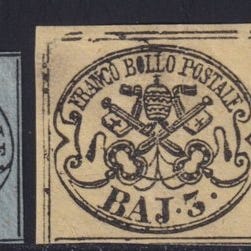 FRANCO BOLLO POSTALE
BAJ. 3.